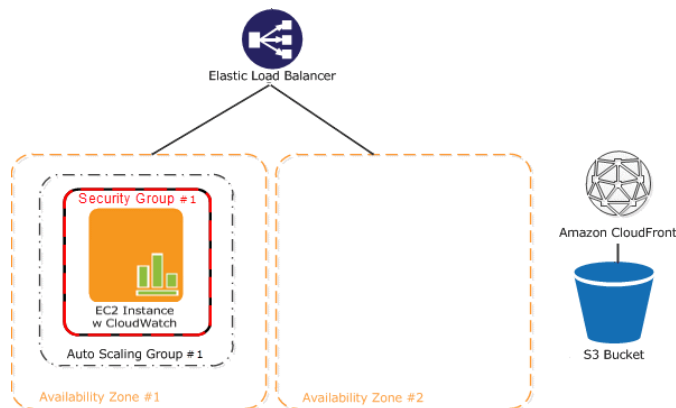 Elastic Load Balancer
Security Group #1
EC2 Instance
w CloudWatch
Auto Scaling Group #1
Availability Zone #1
Availability Zone #2
Amazon CloudFront
S3 Bucket